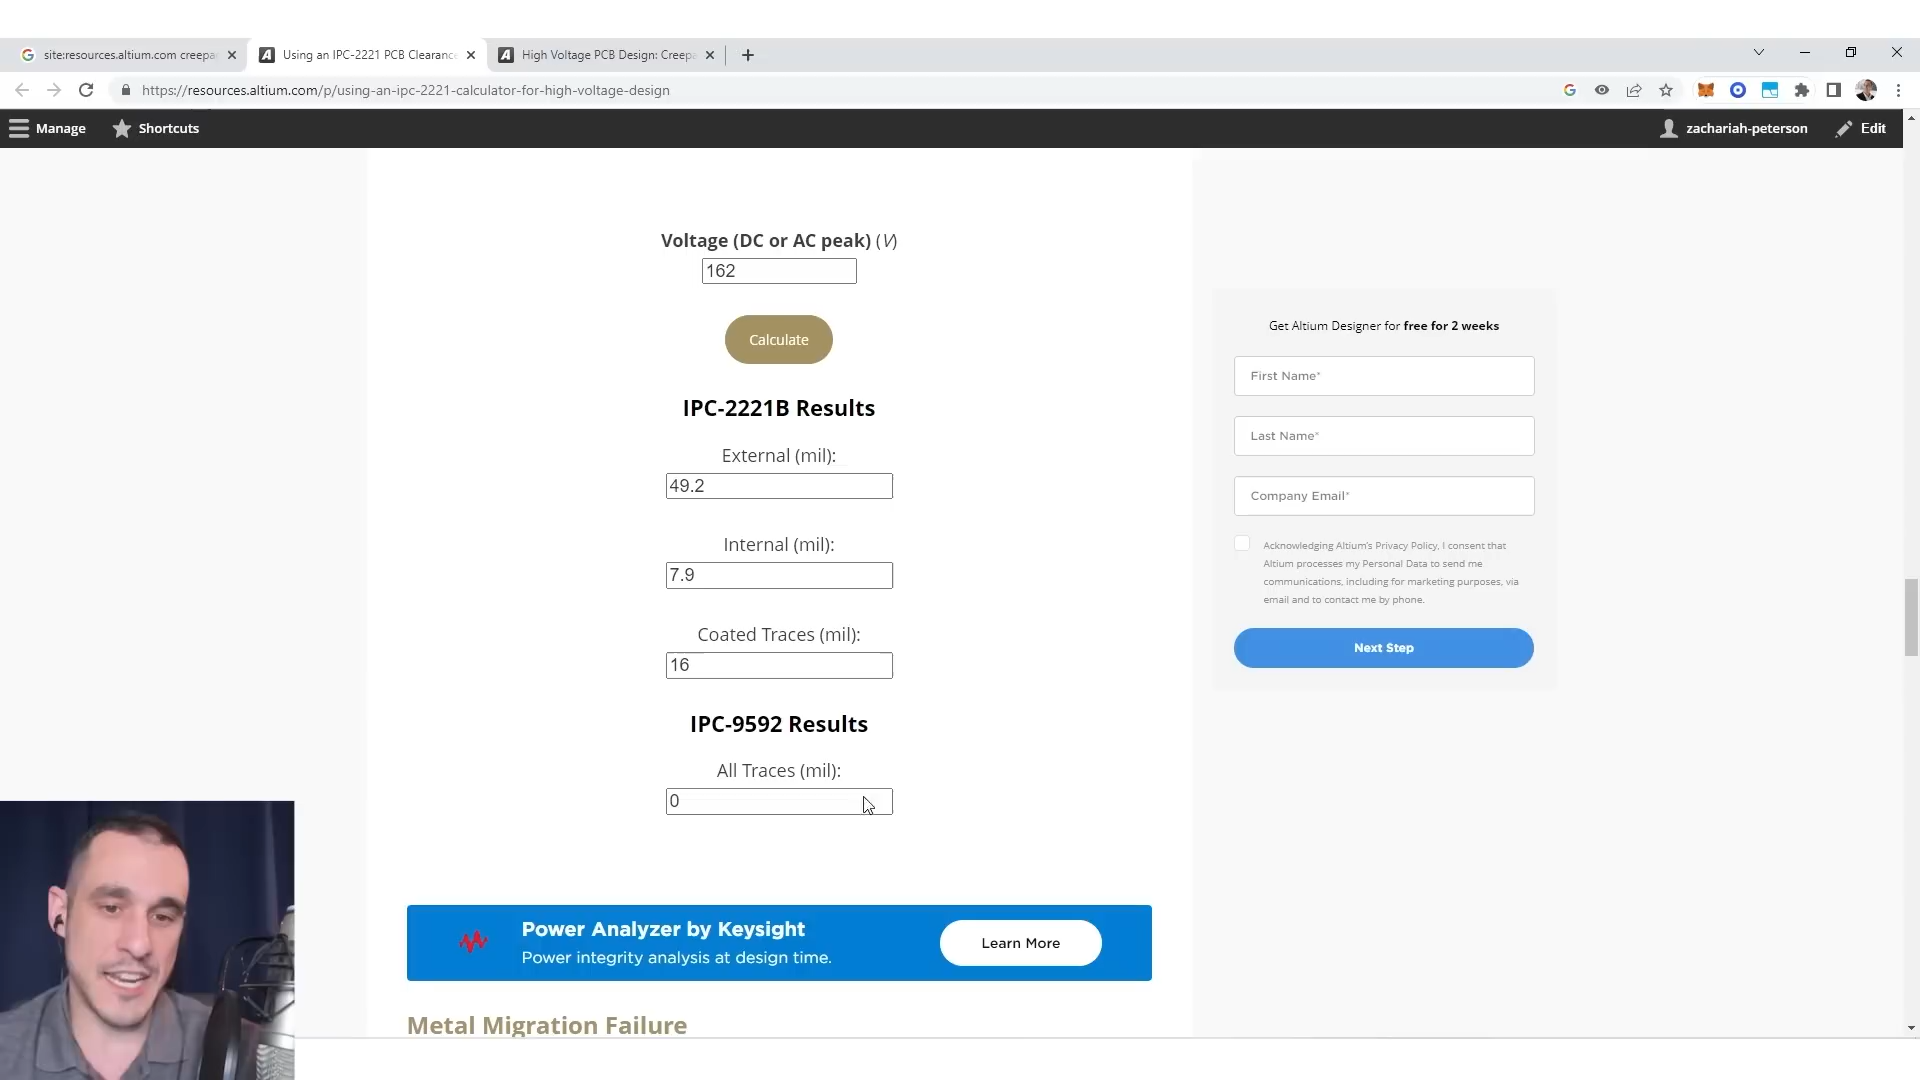 site:resources.altium.com creepa
Using an IPC-2221 PCB Clearance
High Voltage PCB Design: Creepa
https://resources.altium.com/p/using-an-ipc-2221-calculator-for-high-voltage-design
Manage
Shortcuts
zachariah-peterson
Edit
Voltage (DC or AC peak) (V)
162
Calculate
IPC-2221B Results
External (mil):
49.2
Internal (mil):
7.9
Coated Traces (mil):
16
IPC-9592 Results
All Traces (mil):
0
Get Altium Designer for free for 2 weeks
First Name*
Last Name*
Company Email*
Acknowledging Altium's Privacy Policy, I consent that
Altium processes my Personal Data to send me
communications, including for marketing purposes, via
email and to contact me by phone.
Next Step
Power Analyzer by Keysight
Power integrity analysis at design time.
Learn More
Metal Migration Failure